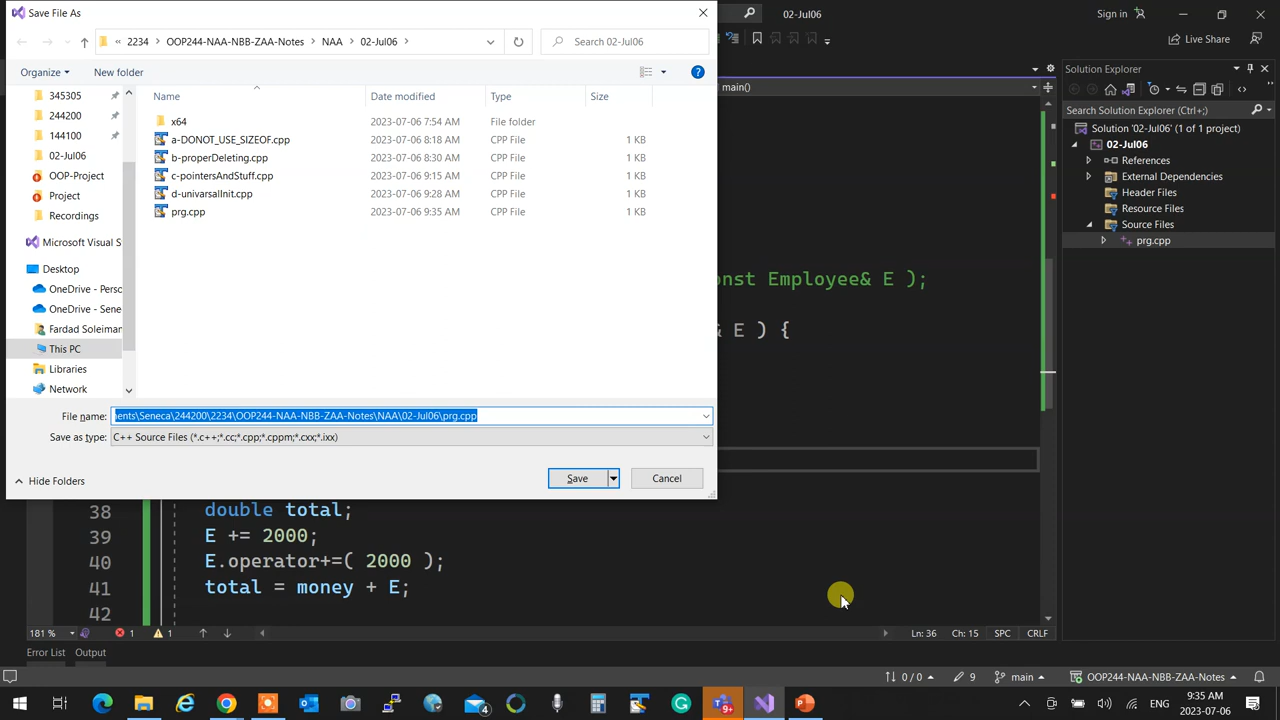 Save File As
02-Jul06
Sign in
« 2234 › OOP244-NAA-NBB-ZAA-Notes › NAA › 02-Jul06 ›
Search 02-Jul06
Live Share
Organize
New folder
Solution Explorer
main()
Name
Date modified
Type
Size
345305
244200
144100
02-Jul06
OOP-Project
Project
Recordings
Microsoft Visual S
Desktop
OneDrive - Perso
OneDrive - Sene
Fardad Soleiman
This PC
Libraries
Network
x64 2023-07-06 7:54 AM File folder
a-DONOT_USE_SIZEOF.cpp 2023-07-06 8:18 AM CPP File 1 KB
b-properDeleting.cpp 2023-07-06 8:30 AM CPP File 1 KB
c-pointersAndStuff.cpp 2023-07-06 9:15 AM CPP File 1 KB
d-univarsalInit.cpp 2023-07-06 9:28 AM CPP File 1 KB
prg.cpp 2023-07-06 9:35 AM CPP File 1 KB
Search Solution Explorer (Ctrl+;)
Solution '02-Jul06' (1 of 1 project)
02-Jul06
References
External Dependencies
Header Files
Resource Files
Source Files
prg.cpp
nst Employee& E );
& E ) {
File name: ents\Seneca\244200\2234\OOP244-NAA-NBB-ZAA-Notes\NAA\02-Jul06\prg.cpp
Save as type: C++ Source Files (*.c++;*.cc;*.cpp;*.cppm;*.cxx;*.ixx)
Hide Folders
Save
Cancel
38 double total;
39 E += 2000;
40 E.operator+=( 2000 );
41 total = money + E;
42
181 %
1
1
Ln: 36 Ch: 15 SPC CRLF
Error List Output
0 / 0
9
main
OOP244-NAA-NBB-ZAA-Notes
4
9+
ENG
9:35 AM
2023-07-06